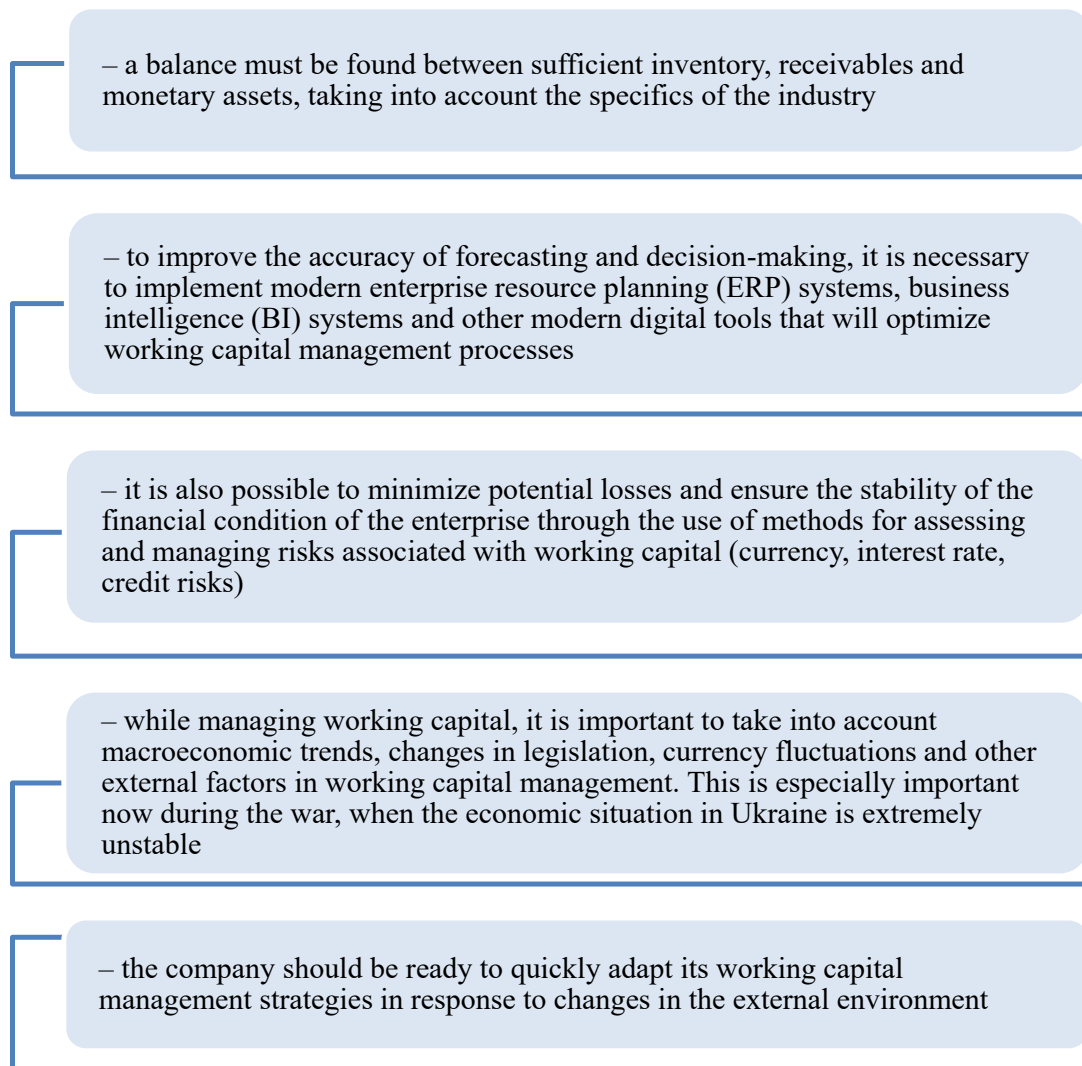 – a balance must be found between sufficient inventory, receivables and
monetary assets, taking into account the specifics of the industry
– to improve the accuracy of forecasting and decision-making, it is necessary
to implement modern enterprise resource planning (ERP) systems, business
intelligence (BI) systems and other modern digital tools that will optimize
working capital management processes
– it is also possible to minimize potential losses and ensure the stability of the
financial condition of the enterprise through the use of methods for assessing
and managing risks associated with working capital (currency, interest rate,
credit risks)
– while managing working capital, it is important to take into account
macroeconomic trends, changes in legislation, currency fluctuations and other
external factors in working capital management. This is especially important
now during the war, when the economic situation in Ukraine is extremely
unstable
– the company should be ready to quickly adapt its working capital
management strategies in response to changes in the external environment